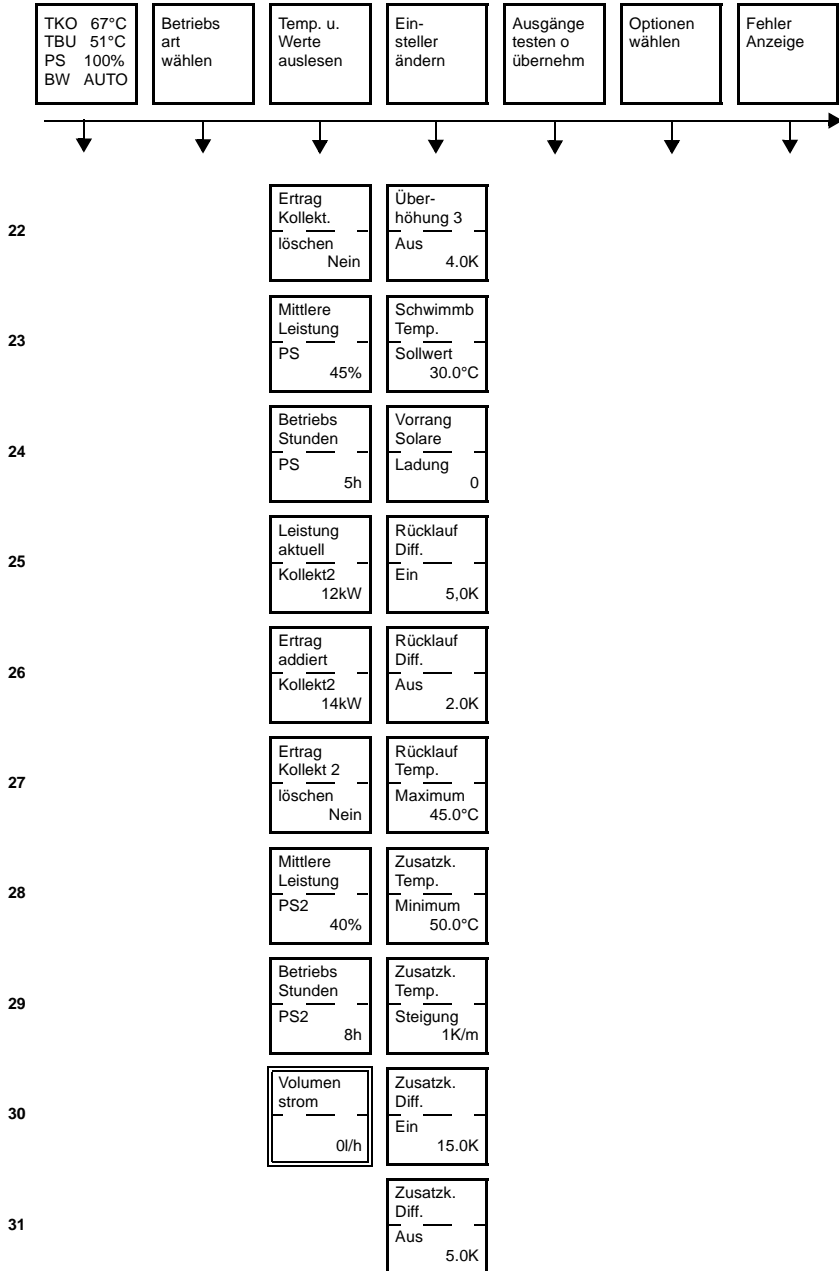 TKO 67°C
TBU 51°C
PS 100%
BW AUTO
Betriebs
art
wählen
Temp. u.
Werte
auslesen
Ein-
steller
ändern
Ausgänge
testen o
übernehm
Optionen
wählen
Fehler
Anzeige
22
Ertrag
Kollekt.
löschen
Nein
Über-
höhung 3
Aus
4.0K
23
Mittlere
Leistung
PS
45%
Schwimmb
Temp.
Sollwert
30.0°C
24
Betriebs
Stunden
PS
5h
Vorrang
Solare
Ladung
0
25
Leistung
aktuell
Kollekt2
12kW
Rücklauf
Diff.
Ein
5,0K
26
Ertrag
addiert
Kollekt2
14kW
Rücklauf
Diff.
Aus
2.0K
27
Ertrag
Kollekt 2
löschen
Nein
Rücklauf
Temp.
Maximum
45.0°C
28
Mittlere
Leistung
PS2
40%
Zusatzk.
Temp.
Minimum
50.0°C
29
Betriebs
Stunden
PS2
8h
Zusatzk.
Temp.
Steigung
1K/m
30
Volumen
strom
0l/h
Zusatzk.
Diff.
Ein
15.0K
31
Zusatzk.
Diff.
Aus
5.0K